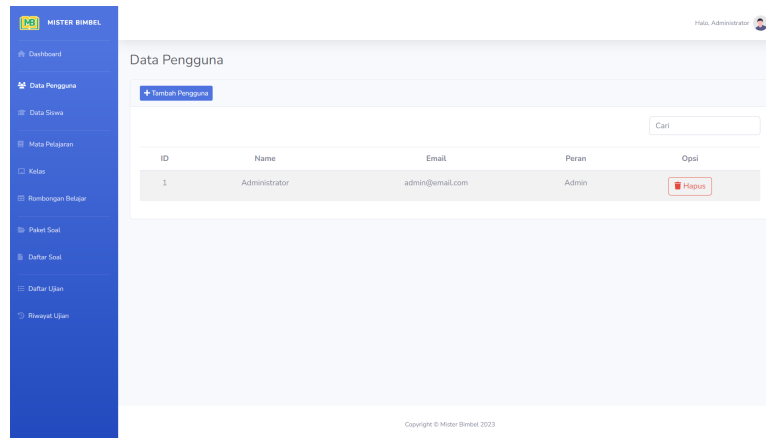 MB MISTER BIMBEL
Halo, Administrator
Dashboard
Data Pengguna
Data Siswa
Mata Pelajaran
Kelas
Rombongan Belajar
Paket Soal
Daftar Soal
Daftar Ujian
Riwayat Ujian
Data Pengguna
+ Tambah Pengguna
Cari
ID Name Email Peran Opsi
1 Administrator admin@email.com Admin Hapus
Copyright © Mister Bimbel 2023